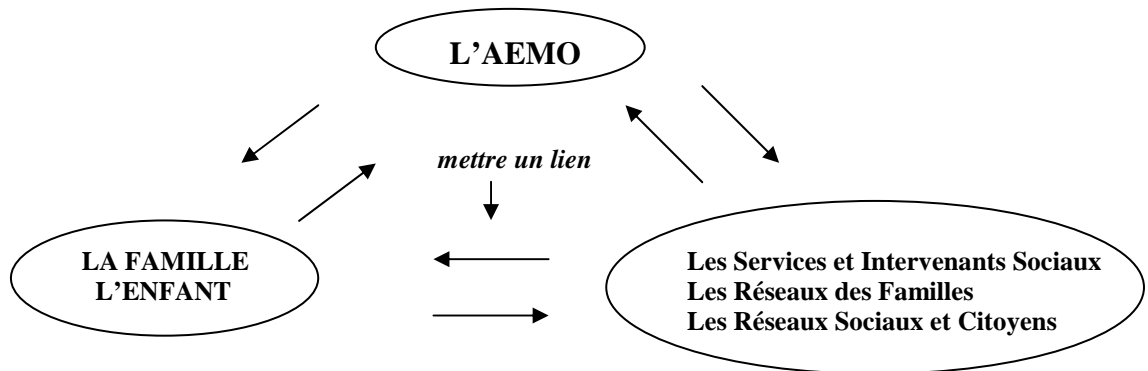 L’AEMO
mettre un lien
LA FAMILLE
L’ENFANT
Les Services et Intervenants Sociaux
Les Réseaux des Familles
Les Réseaux Sociaux et Citoyens